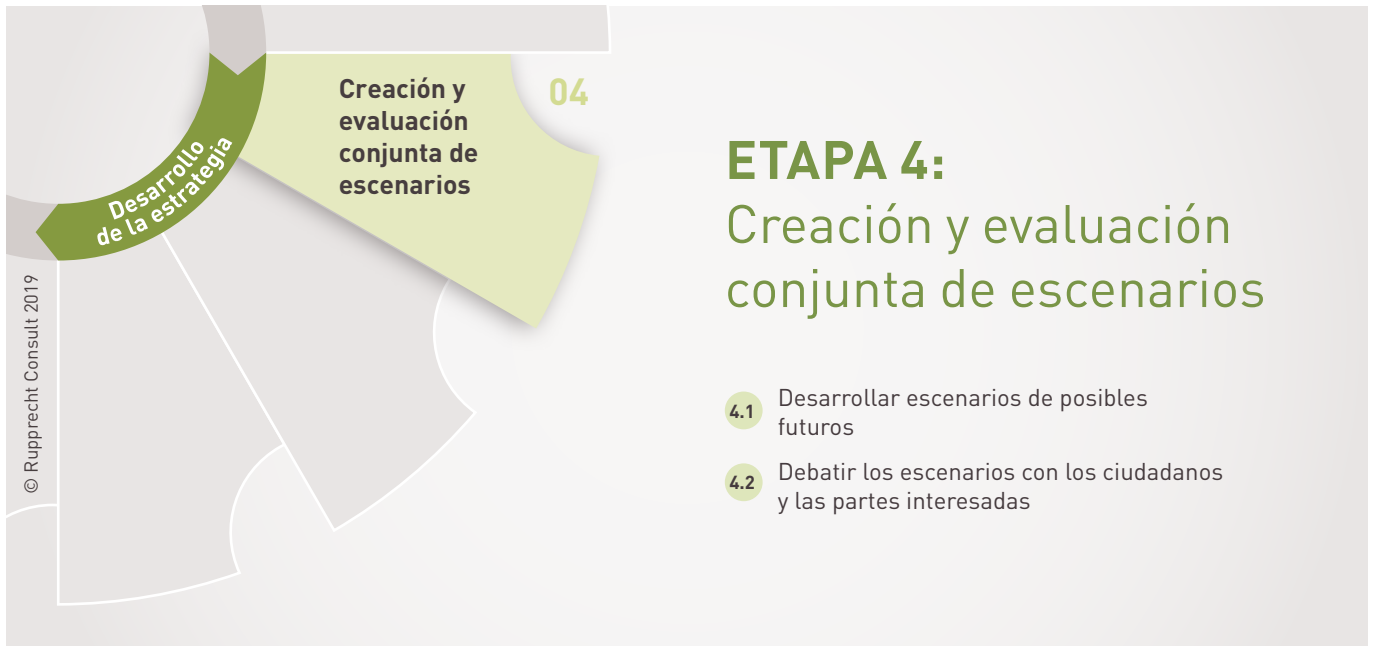 Creación y
evaluación
conjunta de
escenarios
04
Desarrollo
de la estrategia
© Rupprecht Consult 2019
ETAPA 4:
Creación y evaluación
conjunta de escenarios
4.1 Desarrollar escenarios de posibles
futuros
4.2 Debatir los escenarios con los ciudadanos
y las partes interesadas